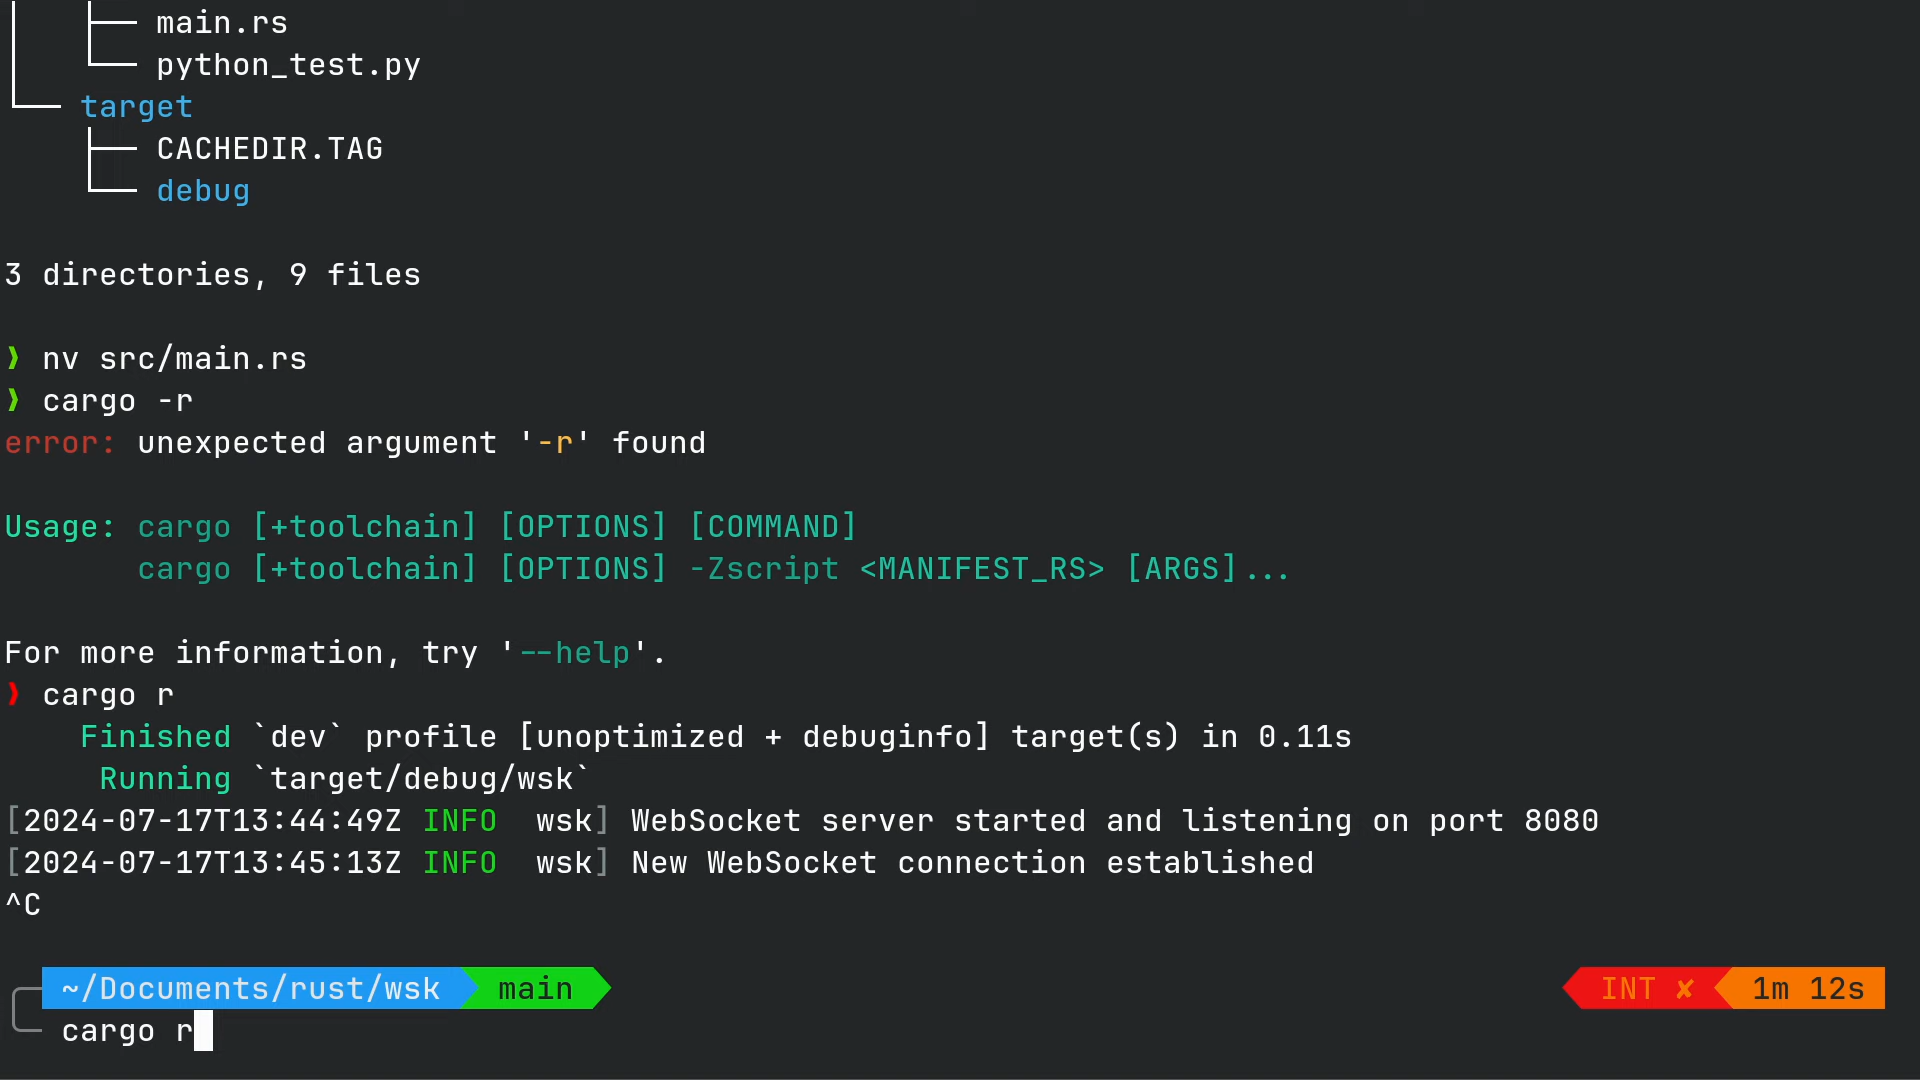 main.rs
python_test.py
target
CACHEDIR.TAG
debug
3 directories, 9 files
❯ nv src/main.rs
❯ cargo -r
error: unexpected argument '-r' found
Usage: cargo [+toolchain] [OPTIONS] [COMMAND]
cargo [+toolchain] [OPTIONS] -Zscript <MANIFEST_RS> [ARGS]...
For more information, try '--help'.
❯ cargo r
Finished `dev` profile [unoptimized + debuginfo] target(s) in 0.11s
Running `target/debug/wsk`
[2024-07-17T13:44:49Z INFO  wsk] WebSocket server started and listening on port 8080
[2024-07-17T13:45:13Z INFO  wsk] New WebSocket connection established
^C
~/Documents/rust/wsk main INT ✘ 1m 12s
cargo r